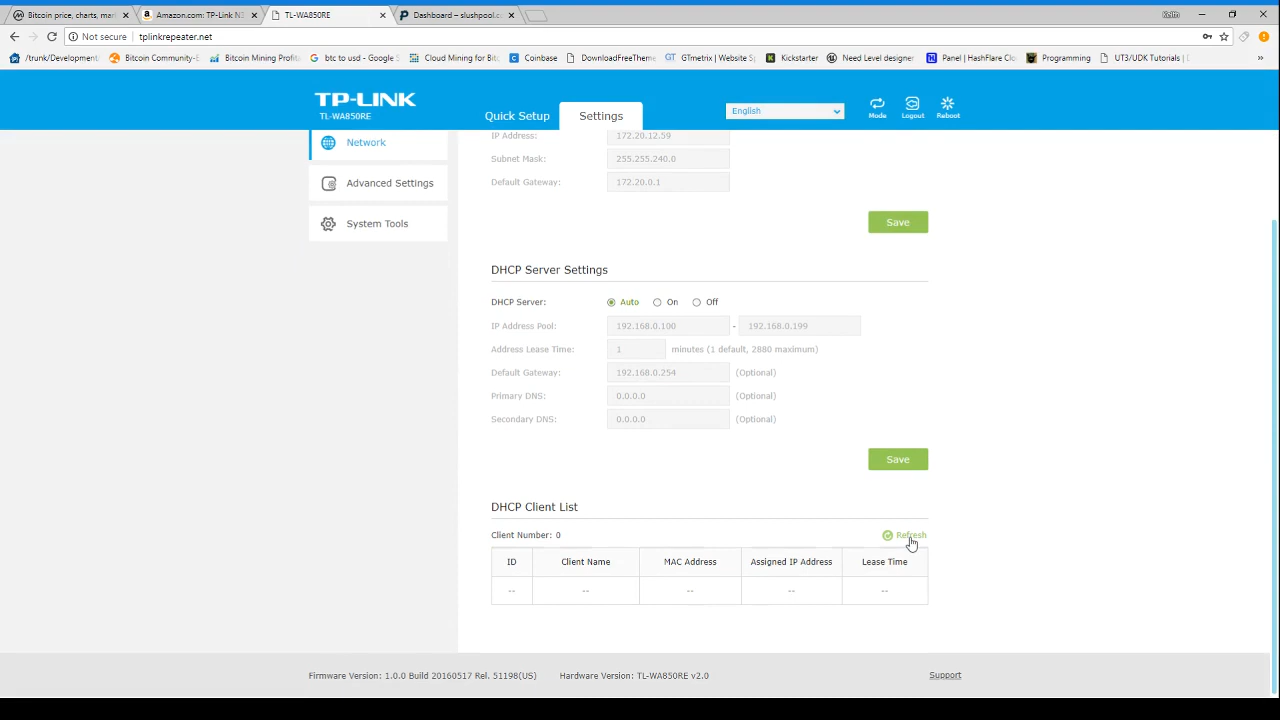 Bitcoin price, charts, mar
Amazon.com: TP-Link N3
TL-WA850RE
Dashboard – slushpool.c
Not secure
tplinkrepeater.net
/trunk/Development/
Bitcoin Community-E
Bitcoin Mining Profita
btc to usd - Google S
Cloud Mining for Bitc
Coinbase
DownloadFreeTheme
GTmetrix | Website Sp
Kickstarter
Need Level designer
Panel | HashFlare Clo
Programming
UT3/UDK Tutorials | D
»
TP-LINK
TL-WA850RE
Quick Setup
Settings
English
Mode
Logout
Reboot
Network
Advanced Settings
System Tools
IP Address:
172.20.12.59
Subnet Mask:
255.255.240.0
Default Gateway:
172.20.0.1
Save
DHCP Server Settings
DHCP Server:
Auto
On
Off
IP Address Pool:
192.168.0.100
-
192.168.0.199
Address Lease Time:
1
minutes (1 default, 2880 maximum)
Default Gateway:
192.168.0.254
(Optional)
Primary DNS:
0.0.0.0
(Optional)
Secondary DNS:
0.0.0.0
(Optional)
Save
DHCP Client List
Client Number: 0
Refresh
ID
Client Name
MAC Address
Assigned IP Address
Lease Time
--
--
--
--
--
Firmware Version: 1.0.0 Build 20160517 Rel. 51198(US)
Hardware Version: TL-WA850RE v2.0
Support